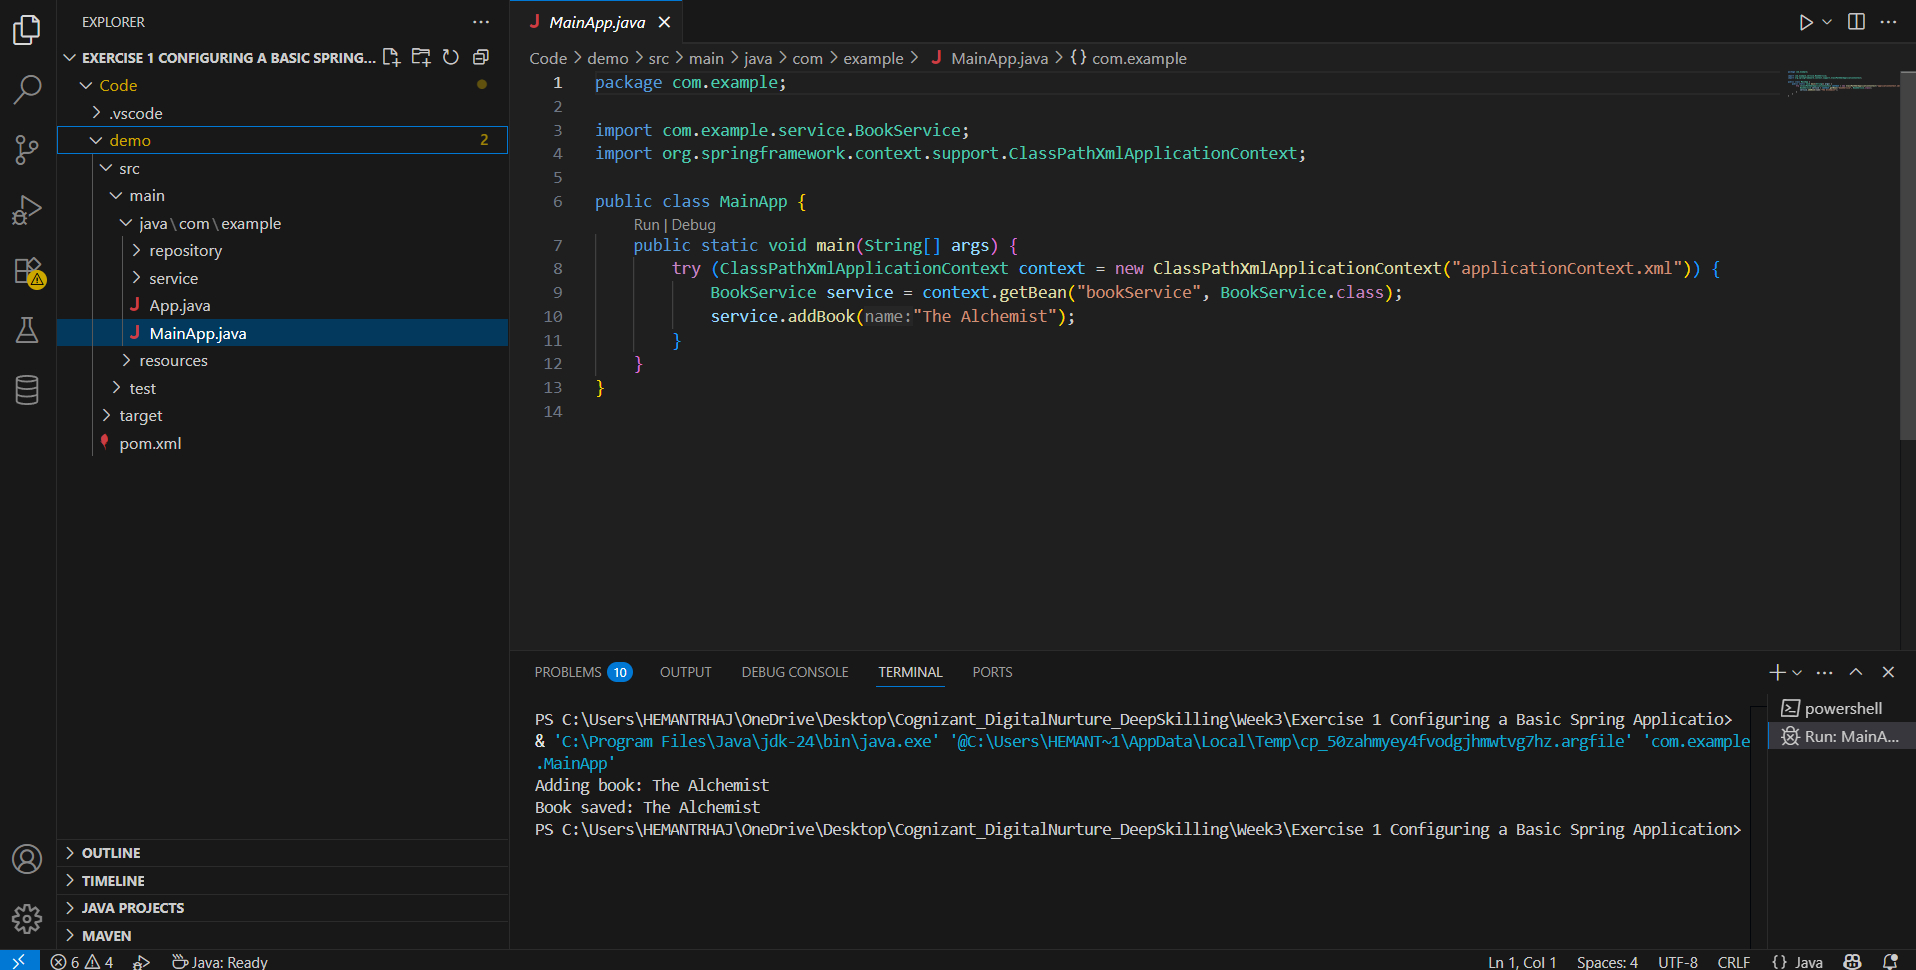 EXPLORER
EXERCISE 1 CONFIGURING A BASIC SPRING...
Code
.vscode
demo 2
src
main
java\com\example
repository
service
App.java
MainApp.java
resources
test
target
pom.xml
OUTLINE
TIMELINE
JAVA PROJECTS
MAVEN
MainApp.java
Code > demo > src > main > java > com > example > MainApp.java > {} com.example
1 package com.example;
2
3 import com.example.service.BookService;
4 import org.springframework.context.support.ClassPathXmlApplicationContext;
5
6 public class MainApp {
Run | Debug
7 public static void main(String[] args) {
8 try (ClassPathXmlApplicationContext context = new ClassPathXmlApplicationContext("applicationContext.xml")) {
9 BookService service = context.getBean("bookService", BookService.class);
10 service.addBook(name:"The Alchemist");
11 }
12 }
13 }
14
PROBLEMS 10 OUTPUT DEBUG CONSOLE TERMINAL PORTS
PS C:\Users\HEMANTRHAJ\OneDrive\Desktop\Cognizant_DigitalNurture_DeepSkilling\Week3\Exercise 1 Configuring a Basic Spring Applicatio>
& 'C:\Program Files\Java\jdk-24\bin\java.exe' '@C:\Users\HEMANT~1\AppData\Local\Temp\cp_50zahmyey4fvodgjhmwtvg7hz.argfile' 'com.example
.MainApp'
Adding book: The Alchemist
Book saved: The Alchemist
PS C:\Users\HEMANTRHAJ\OneDrive\Desktop\Cognizant_DigitalNurture_DeepSkilling\Week3\Exercise 1 Configuring a Basic Spring Application>
powershell
Run: MainA...
6 4 Java: Ready
Ln 1, Col 1 Spaces: 4 UTF-8 CRLF {} Java